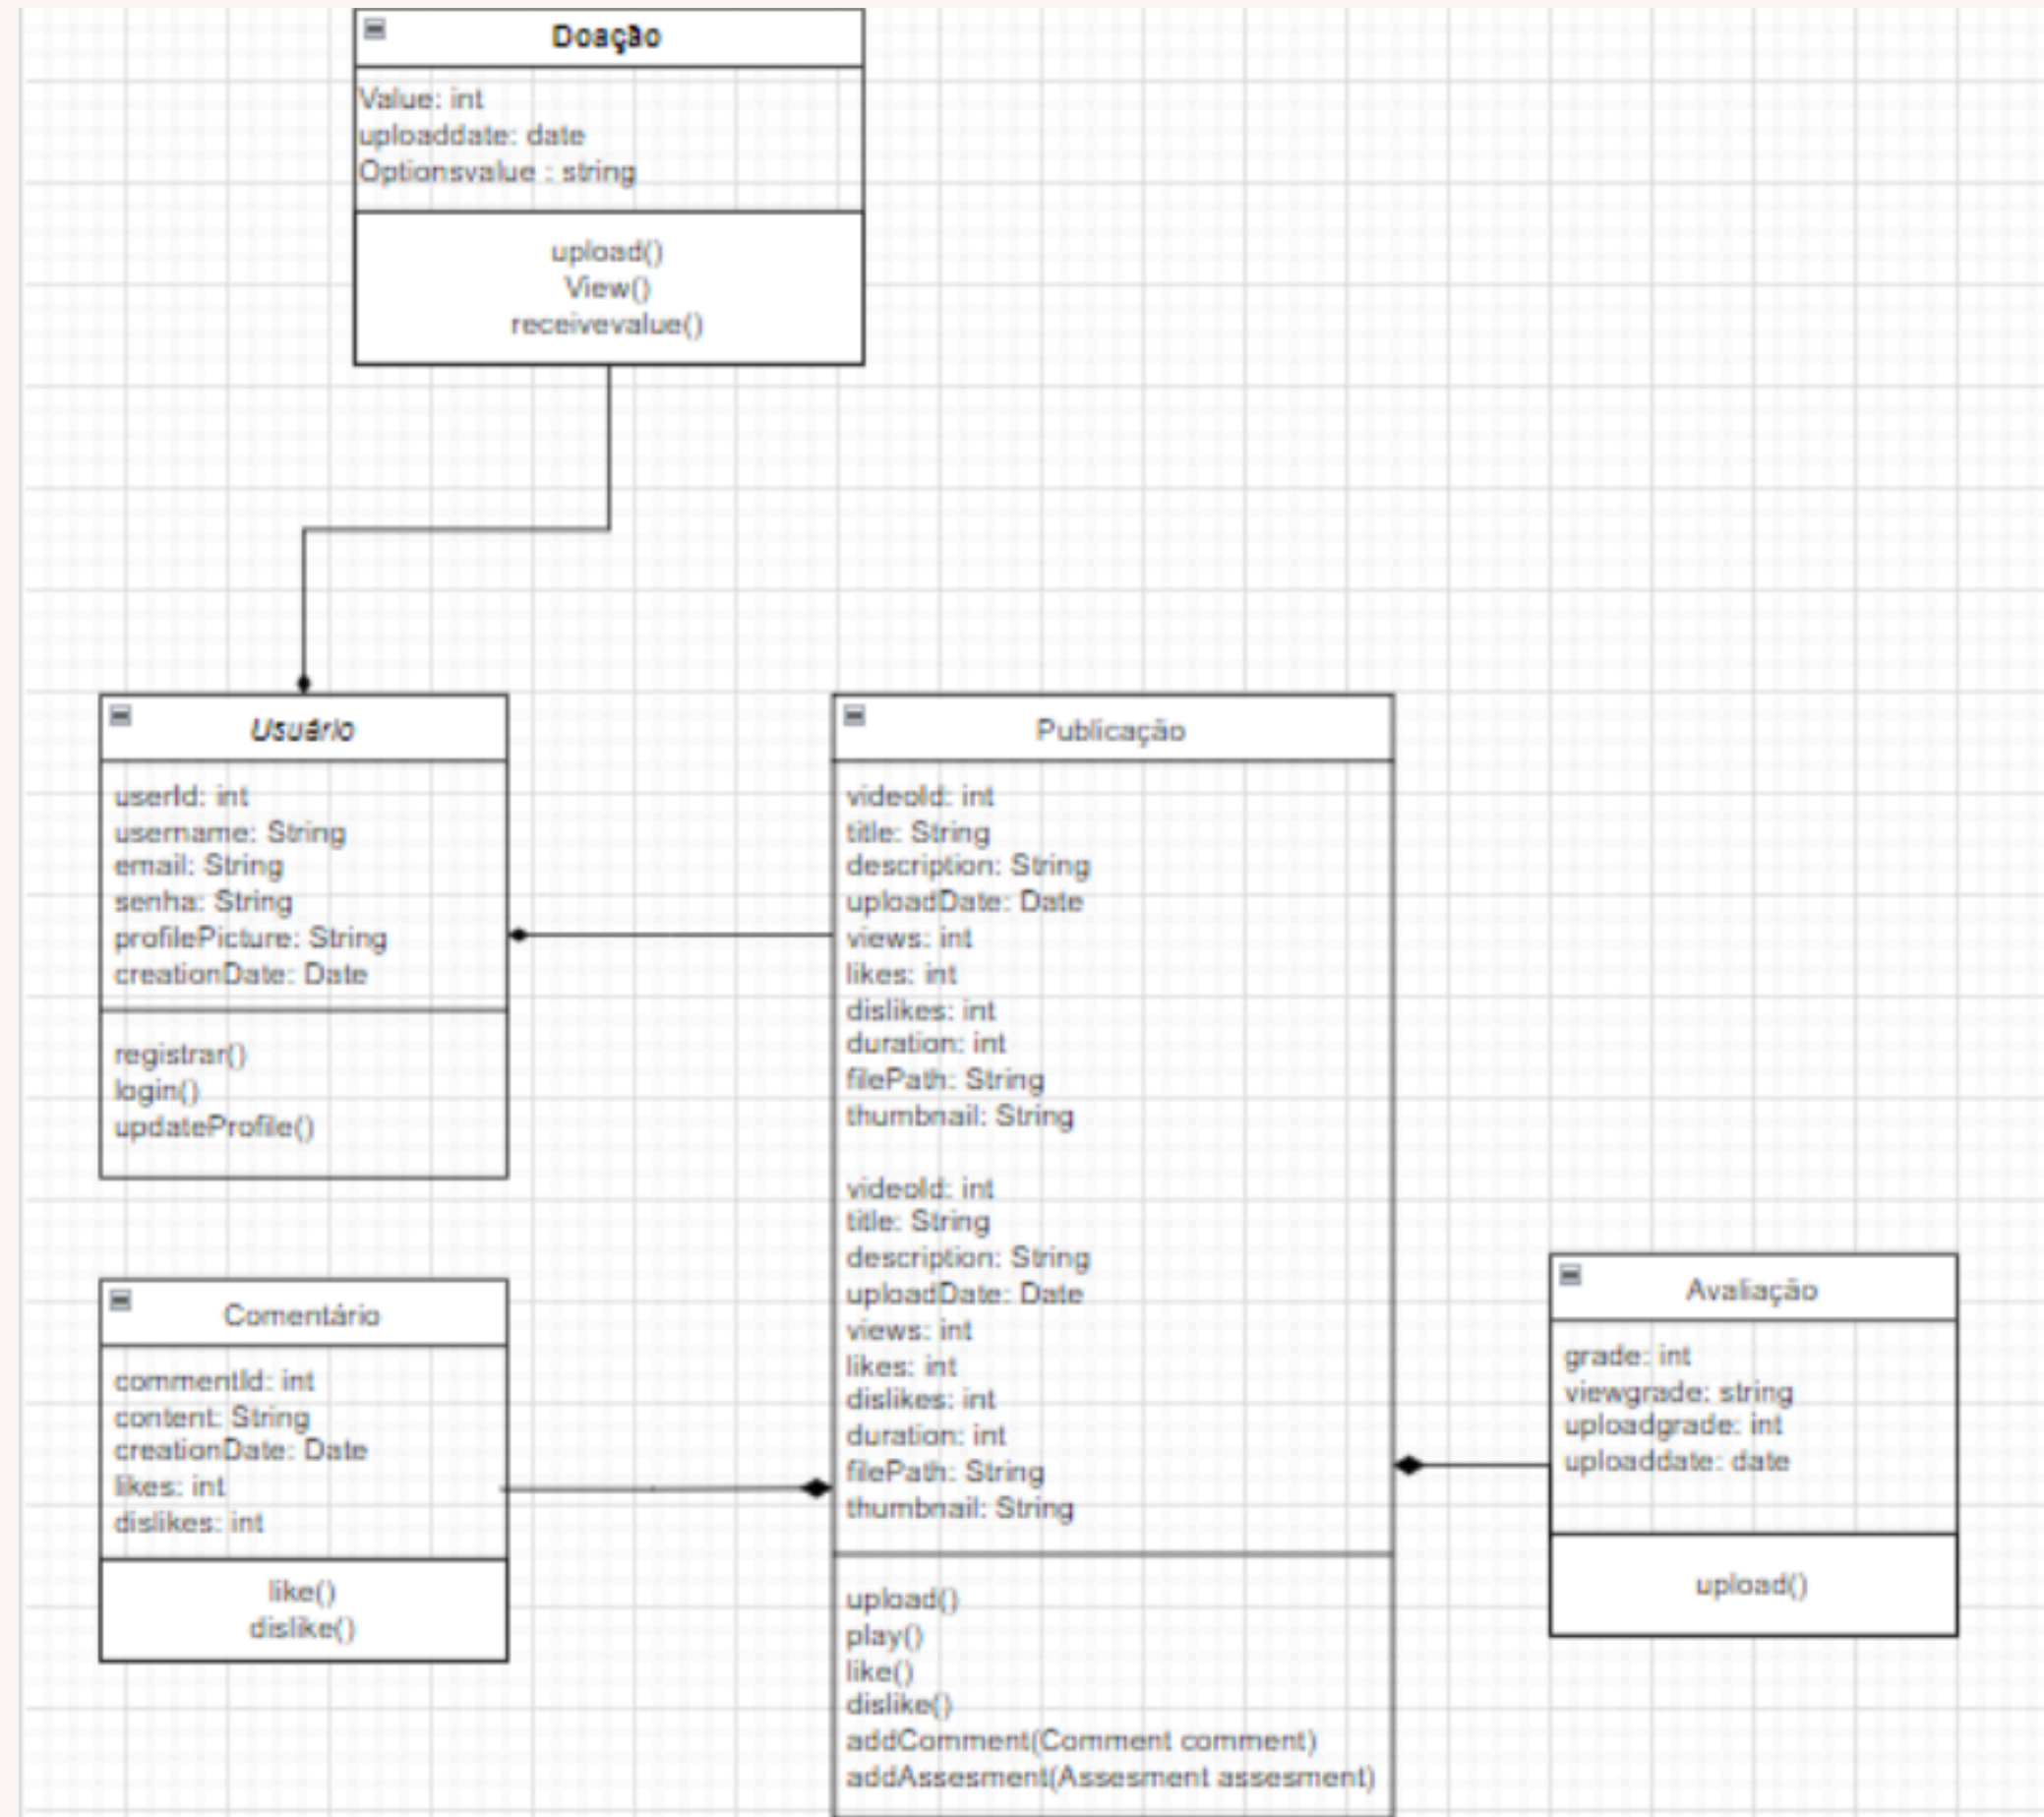 Doação
Value: int
uploaddate: date
Optionsvalue : string
upload()
View()
receivevalue()
Usuário
userId: int
username: String
email: String
senha: String
profilePicture: String
creationDate: Date
registrar()
login()
updateProfile()
Publicação
videoId: int
title: String
description: String
uploadDate: Date
views: int
likes: int
dislikes: int
duration: int
filePath: String
thumbnail: String
videoId: int
title: String
description: String
uploadDate: Date
views: int
likes: int
dislikes: int
duration: int
filePath: String
thumbnail: String
upload()
play()
like()
dislike()
addComment(Comment comment)
addAssesment(Assesment assesment)
Comentário
commentId: int
content: String
creationDate: Date
likes: int
dislikes: int
like()
dislike()
Avaliação
grade: int
viewgrade: string
uploadgrade: int
uploaddate: date
upload()